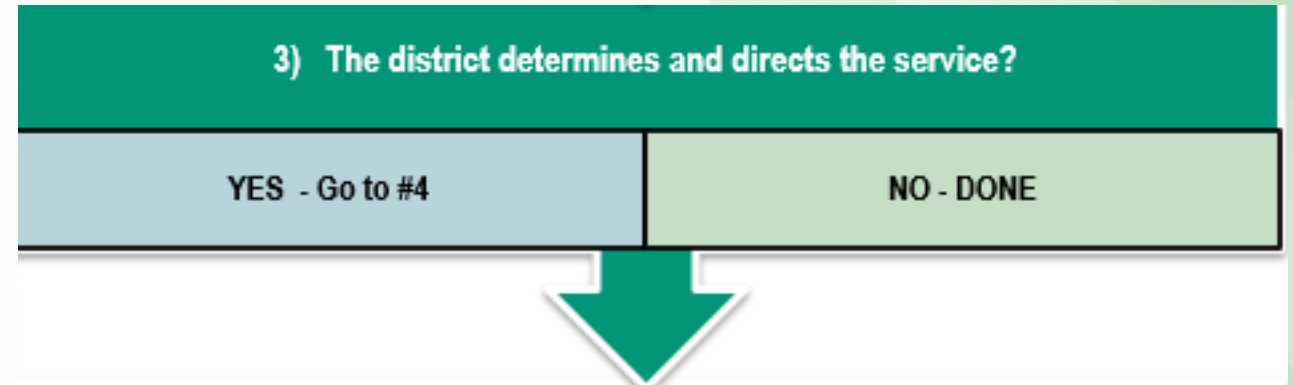 3) The district determines and directs the service?
YES - Go to #4
NO - DONE